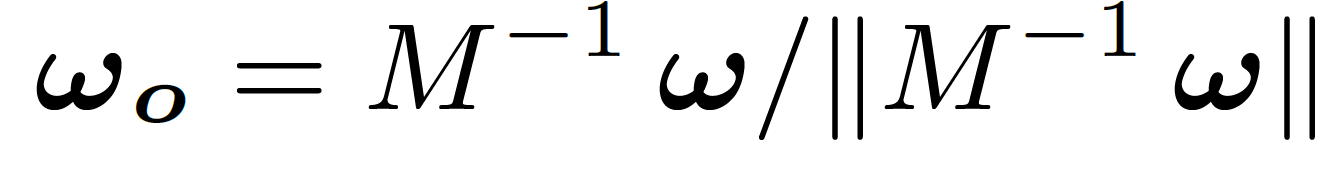 𝝎ₒ = M⁻¹ 𝝎/‖M⁻¹ 𝝎‖